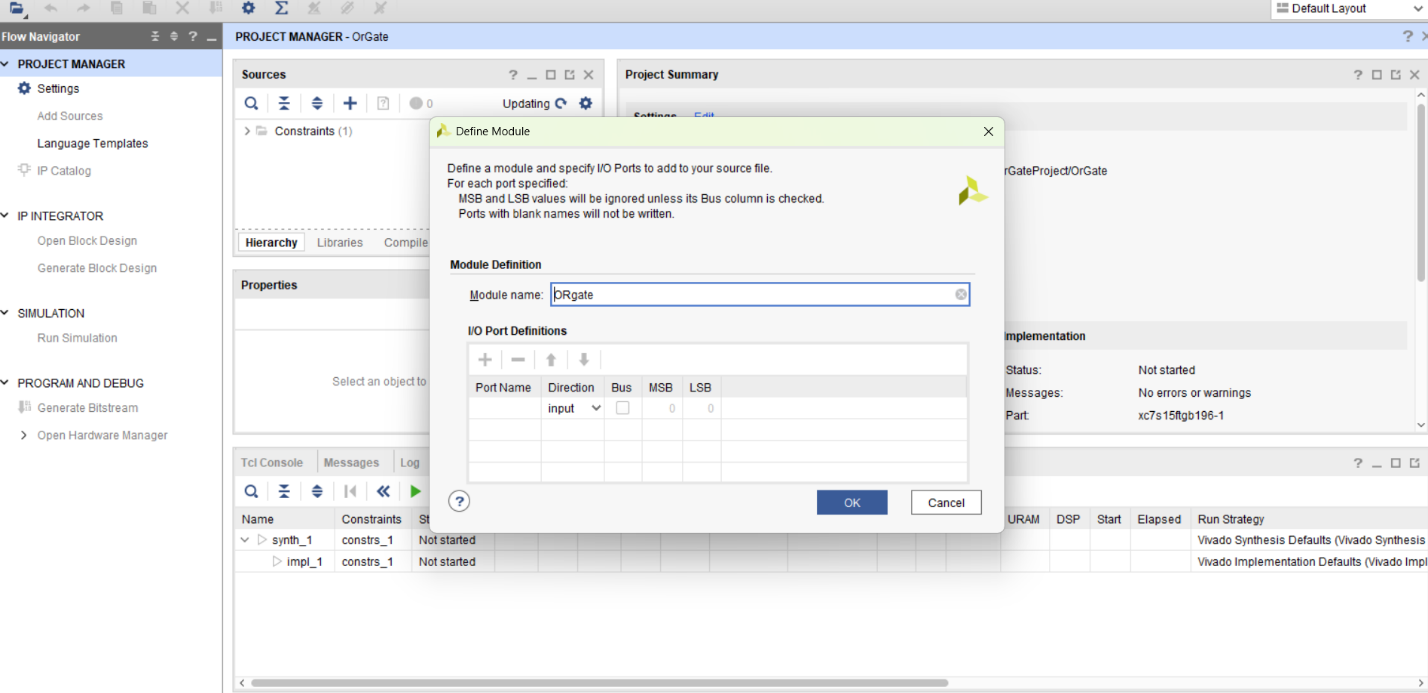 Default Layout
Flow Navigator
?
PROJECT MANAGER - OrGate
?
PROJECT MANAGER
Settings
Add Sources
Language Templates
IP Catalog
IP INTEGRATOR
Open Block Design
Generate Block Design
SIMULATION
Run Simulation
PROGRAM AND DEBUG
Generate Bitstream
Open Hardware Manager
Sources
?
? 0
Updating
Constraints (1)
Hierarchy Libraries Compile
Properties
Select an object to
Project Summary
?
Settings Edit
rGateProject/OrGate
mplementation
Status: Not started
Messages: No errors or warnings
Part: xc7s15ftgb196-1
Define Module
Define a module and specify I/O Ports to add to your source file.
For each port specified:
MSB and LSB values will be ignored unless its Bus column is checked.
Ports with blank names will not be written.
Module Definition
Module name: ORgate
I/O Port Definitions
Port Name Direction Bus MSB LSB
input 0 0
? OK Cancel
Tcl Console Messages Log
?
Name Constraints St URAM DSP Start Elapsed Run Strategy
synth_1 constrs_1 Not started Vivado Synthesis Defaults (Vivado Synthesis
impl_1 constrs_1 Not started Vivado Implementation Defaults (Vivado Impl